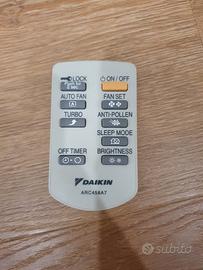 LOCK
ON / OFF
AUTO FAN
FAN SET
A
TURBO
ANTI-POLLEN
SLEEP MODE
OFF TIMER
BRIGHTNESS
DAIKIN
ARC458A7
subito